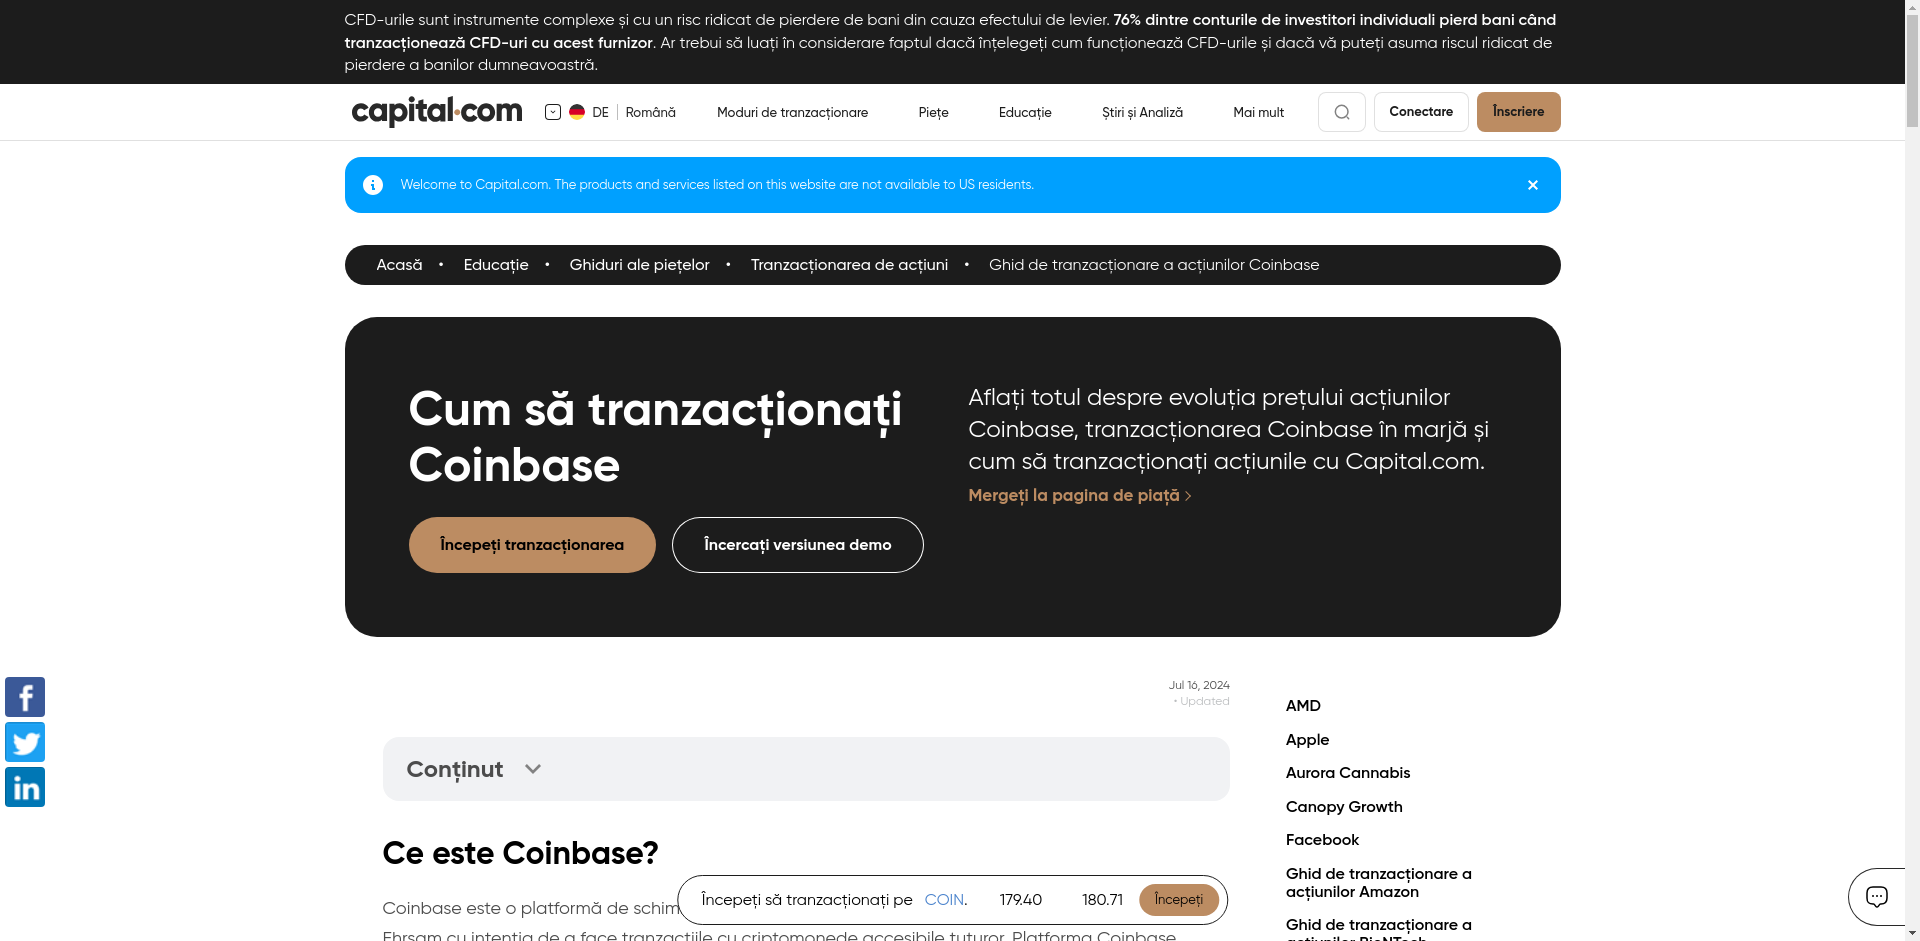 CFD-urile sunt instrumente complexe și cu un risc ridicat de pierdere de bani din cauza efectului de levier. 76% dintre conturile de investitori individuali pierd bani când
tranzacționează CFD-uri cu acest furnizor. Ar trebui să luați în considerare faptul dacă înțelegeți cum funcționează CFD-urile și dacă vă puteți asuma riscul ridicat de
pierdere a banilor dumneavoastră.
capital.com DE Română Moduri de tranzacționare Piețe Educație Știri și Analiză Mai mult Conectare Înscriere
Welcome to Capital.com. The products and services listed on this website are not available to US residents.
Acasă • Educație • Ghiduri ale piețelor • Tranzacționarea de acțiuni • Ghid de tranzacționare a acțiunilor Coinbase
Cum să tranzacționați
Coinbase
Începeți tranzacționarea
Încercați versiunea demo
Aflați totul despre evoluția prețului acțiunilor
Coinbase, tranzacționarea Coinbase în marjă și
cum să tranzacționați acțiunile cu Capital.com.
Mergeți la pagina de piață
Jul 16, 2024
• Updated
Conținut
Ce este Coinbase?
Coinbase este o platformă de schim
Ehrsam cu intenția de a face tranzacțiile cu criptomonede accesibile tuturor. Platforma Coinbase
Începeți să tranzacționați pe COIN. 179.40 180.71 Începeți
AMD
Apple
Aurora Cannabis
Canopy Growth
Facebook
Ghid de tranzacționare a
acțiunilor Amazon
Ghid de tranzacționare a
acțiunilor BioNTech